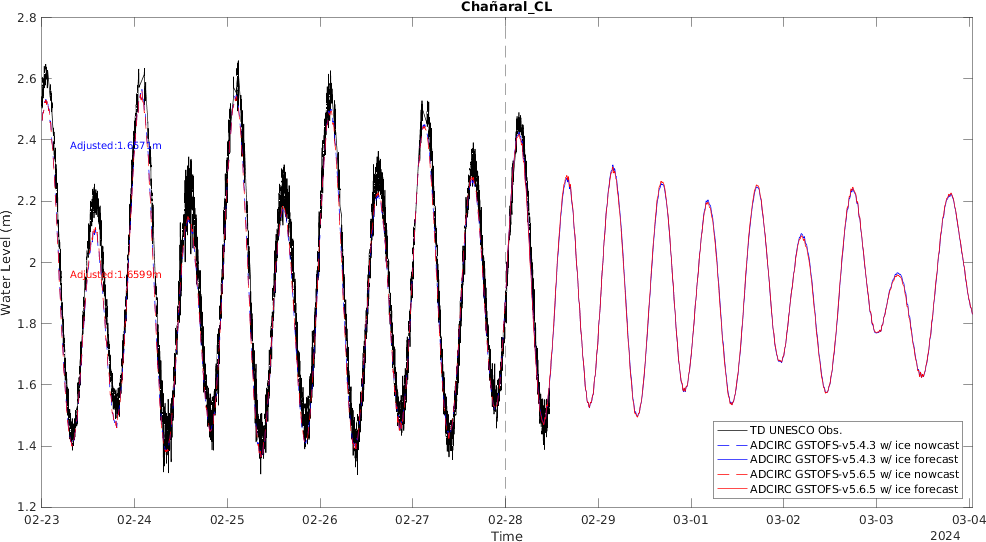 Chañaral_CL
2.8
2.6
2.4
2.2
2
1.8
1.6
1.4
1.2
Water Level (m)
Adjusted:1.6571m
Adjusted:1.6599m
TD UNESCO Obs.
ADCIRC GSTOFS-v5.4.3 w/ ice nowcast
ADCIRC GSTOFS-v5.4.3 w/ ice forecast
ADCIRC GSTOFS-v5.6.5 w/ ice nowcast
ADCIRC GSTOFS-v5.6.5 w/ ice forecast
02-23 02-24 02-25 02-26 02-27 02-28 02-29 03-01 03-02 03-03 03-04
Time
2024